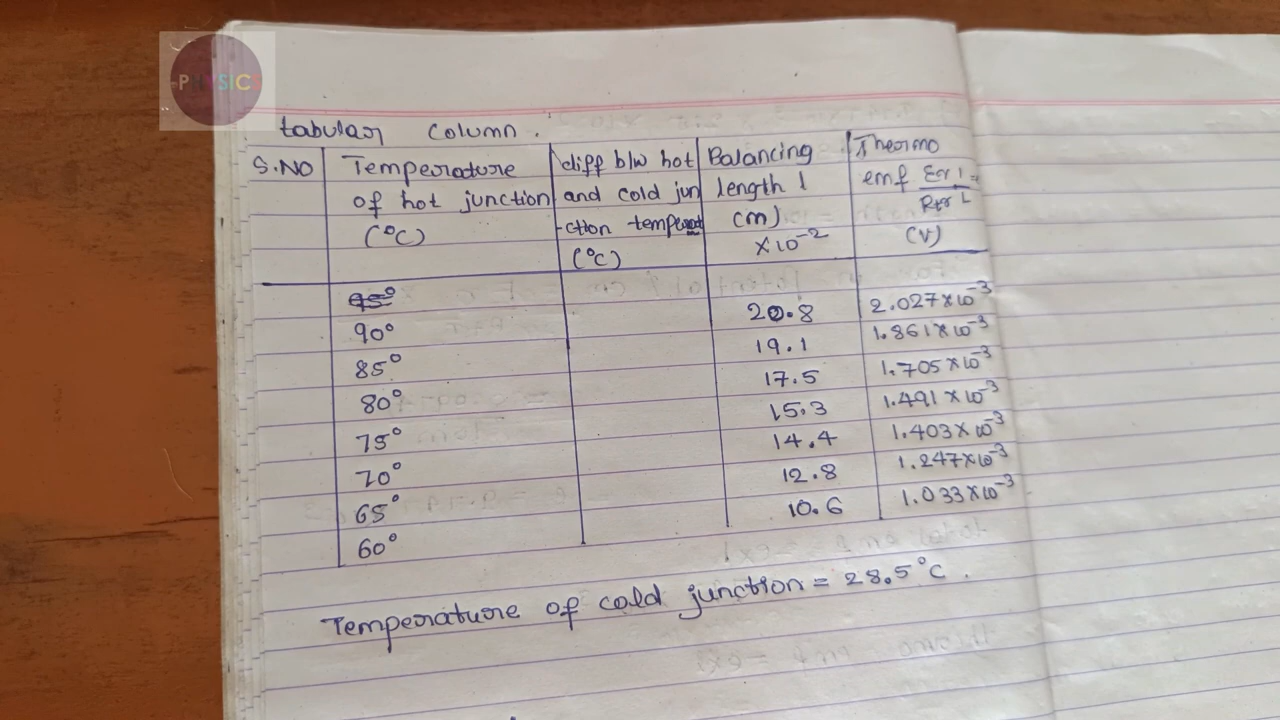 PHYSICS
tabular column.
S.NO Temperature of hot junction (°C) diff b/w hot and cold jun -ction temp (°C) Balancing length l (m) ×10⁻² Thermo emf (V)
90° 20.8 2.027×10⁻³
85° 19.1 1.861×10⁻³
80° 17.5 1.705×10⁻³
75° 15.3 1.491×10⁻³
70° 14.4 1.403×10⁻³
65° 12.8 1.247×10⁻³
60° 10.6 1.033×10⁻³
Temperature of cold junction = 28.5°C.